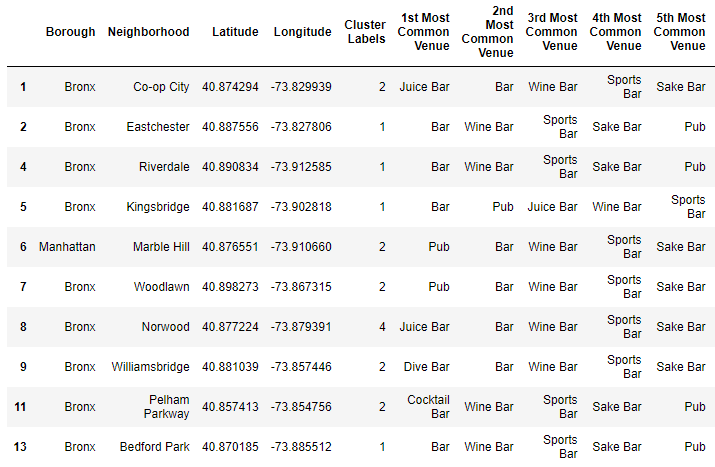 Borough Neighborhood Latitude Longitude Cluster Labels 1st Most Common Venue 2nd Most Common Venue 3rd Most Common Venue 4th Most Common Venue 5th Most Common Venue
1 Bronx Co-op City 40.874294 -73.829939 2 Juice Bar Bar Wine Bar Sports Bar Sake Bar
2 Bronx Eastchester 40.887556 -73.827806 1 Bar Wine Bar Sports Bar Sake Bar Pub
4 Bronx Riverdale 40.890834 -73.912585 1 Bar Wine Bar Sports Bar Sake Bar Pub
5 Bronx Kingsbridge 40.881687 -73.902818 1 Bar Pub Juice Bar Wine Bar Sports Bar
6 Manhattan Marble Hill 40.876551 -73.910660 2 Pub Bar Wine Bar Sports Bar Sake Bar
7 Bronx Woodlawn 40.898273 -73.867315 2 Pub Bar Wine Bar Sports Bar Sake Bar
8 Bronx Norwood 40.877224 -73.879391 4 Juice Bar Bar Wine Bar Sports Bar Sake Bar
9 Bronx Williamsbridge 40.881039 -73.857446 2 Dive Bar Bar Wine Bar Sports Bar Sake Bar
11 Bronx Pelham Parkway 40.857413 -73.854756 2 Cocktail Bar Wine Bar Sports Bar Sake Bar Pub
13 Bronx Bedford Park 40.870185 -73.885512 1 Bar Wine Bar Sports Bar Sake Bar Pub